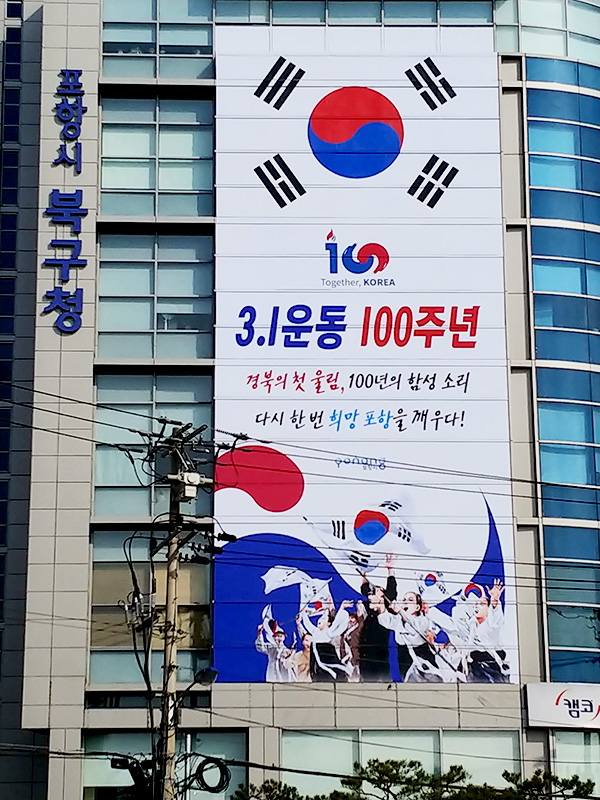 포항시 북구청
100
Together, KOREA
3.1운동 100주년
경북의 첫 울림, 100년의 함성 소리
다시 한 번 희망 포항을 깨우다!
캠코